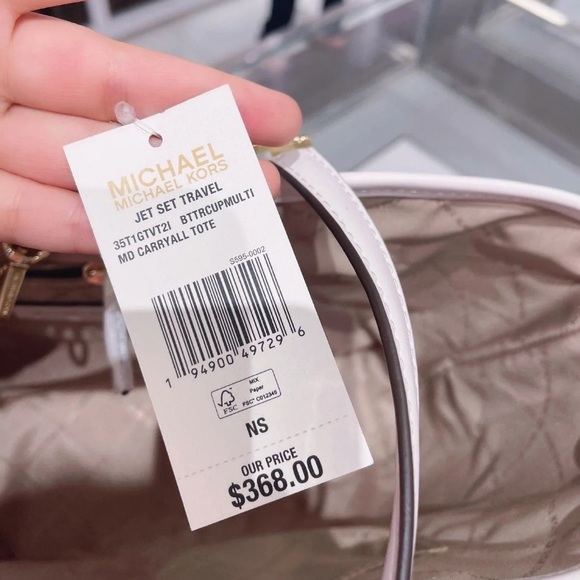 MICHAEL
MICHAEL KORS
JET SET TRAVEL
35T1GTVT2I BTTRCUPMULTI
MD CARRYALL TOTE
S595-0002
1 94900 49729 6
FSC
MIX
Paper
FSC® C012345
NS
OUR PRICE
$368.00